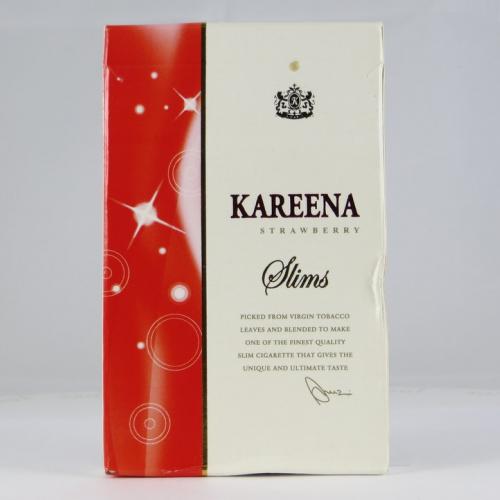 KAREENA
STRAWBERRY
Slims
PICKED FROM VIRGIN TOBACCO
LEAVES AND BLENDED TO MAKE
ONE OF THE FINEST QUALITY
SLIM CIGARETTE THAT GIVES THE
UNIQUE AND ULTIMATE TASTE